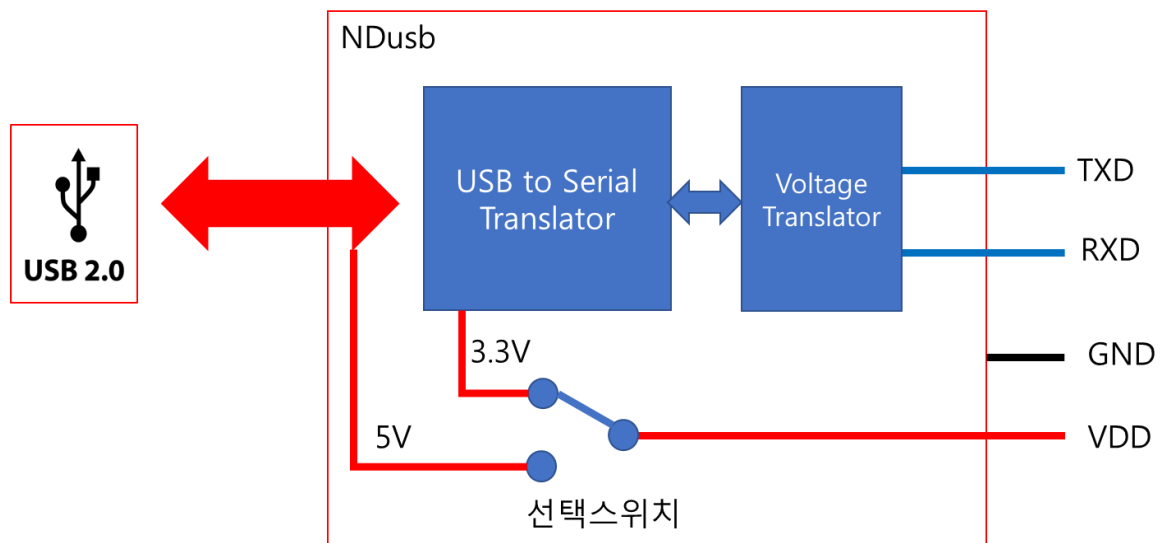 NDusb
USB 2.0
USB to Serial
Translator
Voltage
Translator
TXD
RXD
3.3V
GND
5V
VDD
선택스위치